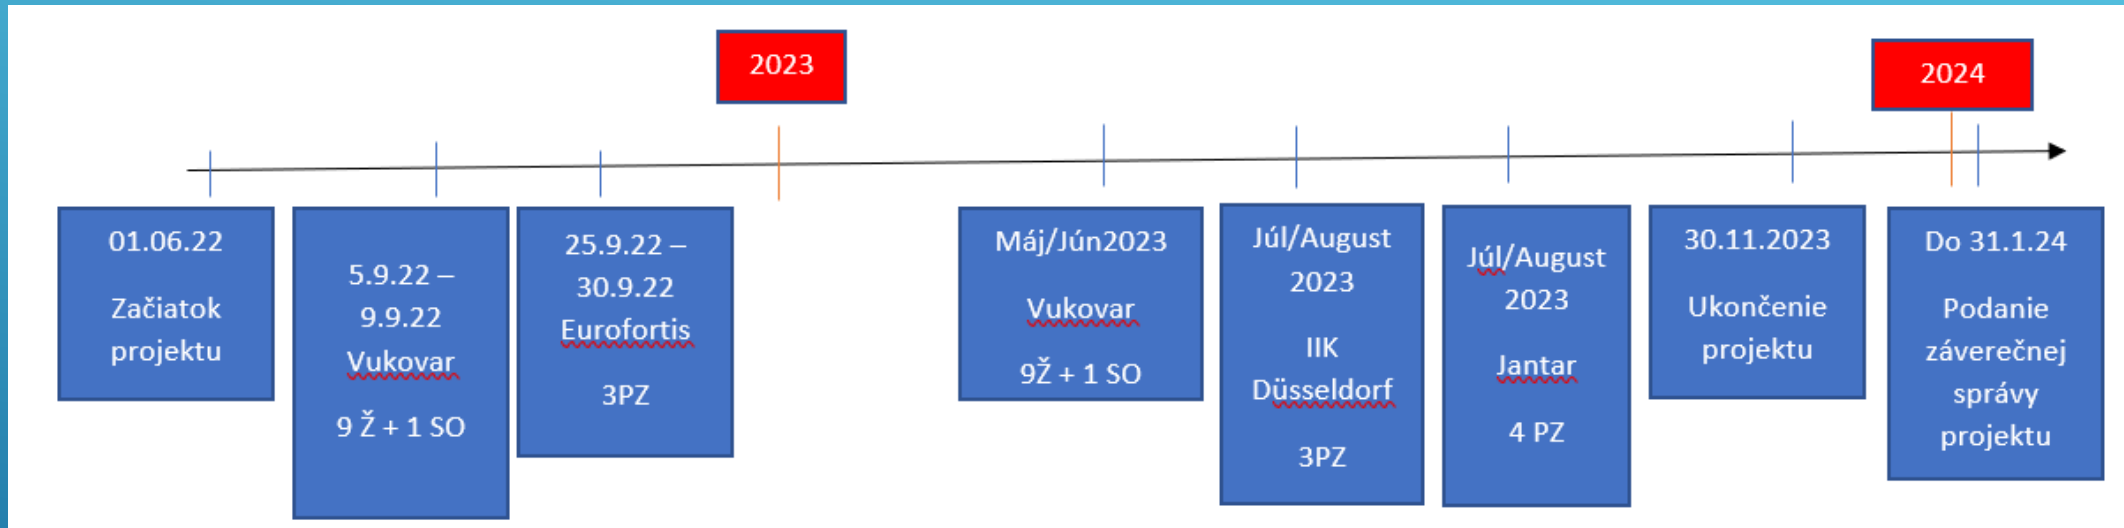 2023
2024
01.06.22
Začiatok
projektu
5.9.22 –
9.9.22
Vukovar
9 Ž + 1 SO
25.9.22 –
30.9.22
Eurofortis
3PZ
Máj/Jún2023
Vukovar
9Ž + 1 SO
Júl/August
2023
IIK
Düsseldorf
3PZ
Júl/August
2023
Jantar
4 PZ
30.11.2023
Ukončenie
projektu
Do 31.1.24
Podanie
záverečnej
správy
projektu